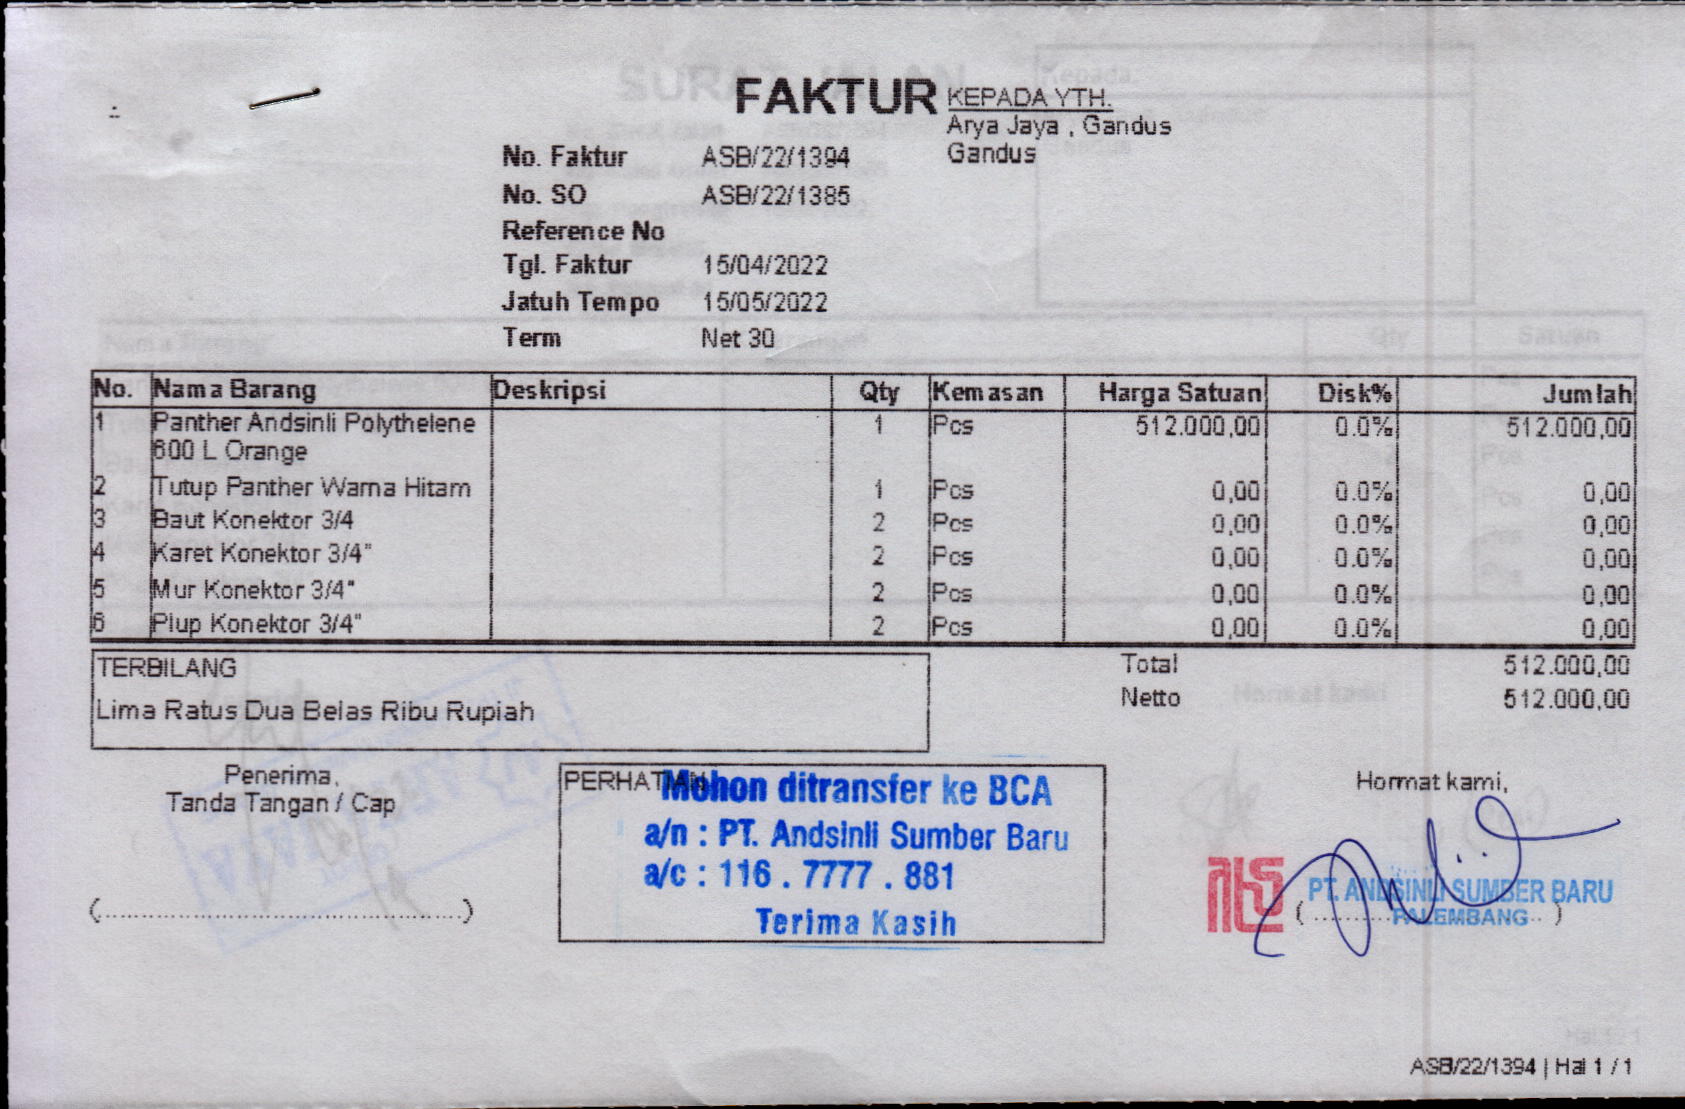 FAKTUR
KEPADA YTH.
Arya Jaya , Gandus
Gandus
No. Faktur ASB/22/1394
No. SO ASB/22/1385
Reference No
Tgl. Faktur 15/04/2022
Jatuh Tempo 15/05/2022
Term Net 30
No. Nama Barang Deskripsi Qty Kemasan Harga Satuan Disk% Jumlah
1 Panther Andsinli Polythelene 1 Pcs 512.000,00 0.0% 512.000,00
600 L Orange
2 Tutup Panther Warna Hitam 1 Pcs 0,00 0.0% 0,00
3 Baut Konektor 3/4 2 Pcs 0,00 0.0% 0,00
4 Karet Konektor 3/4" 2 Pcs 0,00 0.0% 0,00
5 Mur Konektor 3/4" 2 Pcs 0,00 0.0% 0,00
6 Plup Konektor 3/4" 2 Pcs 0,00 0.0% 0,00
TERBILANG
Lima Ratus Dua Belas Ribu Rupiah
Total 512.000,00
Netto 512.000,00
Penerima,
Tanda Tangan / Cap
(........................................................)
PERHATIAN
Mohon ditransfer ke BCA
a/n : PT. Andsinli Sumber Baru
a/c : 116 . 7777 . 881
Terima Kasih
Hormat kami,
PT. ANDSINLI SUMBER BARU
PALEMBANG
ASB/22/1394 | Hal 1 / 1